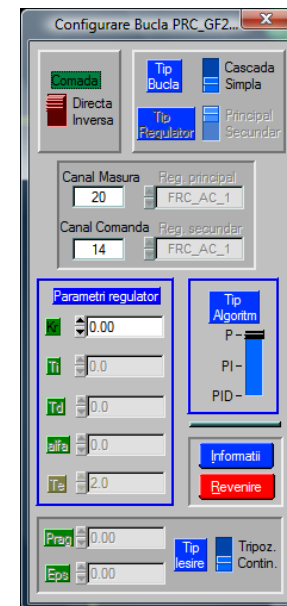 Configurare Bucla PRC_GF2...
Comada
Directa
Inversa
Tip
Bucla
Cascada
Simpla
Tip
Regulator
Principal
Secundar
Canal Masura
Reg. principal
20
FRC_AC_1
Canal Comanda
Reg. secundar
14
FRC_AC_1
Parametri regulator
Kr
0.00
Ti
0.0
Td
0.0
alfa
0.0
Te
2.0
Tip
Algoritm
P-
PI-
PID-
Informatii
Revenire
Prag
0.00
Eps
0.00
Tip
Iesire
Tripoz.
Contin.